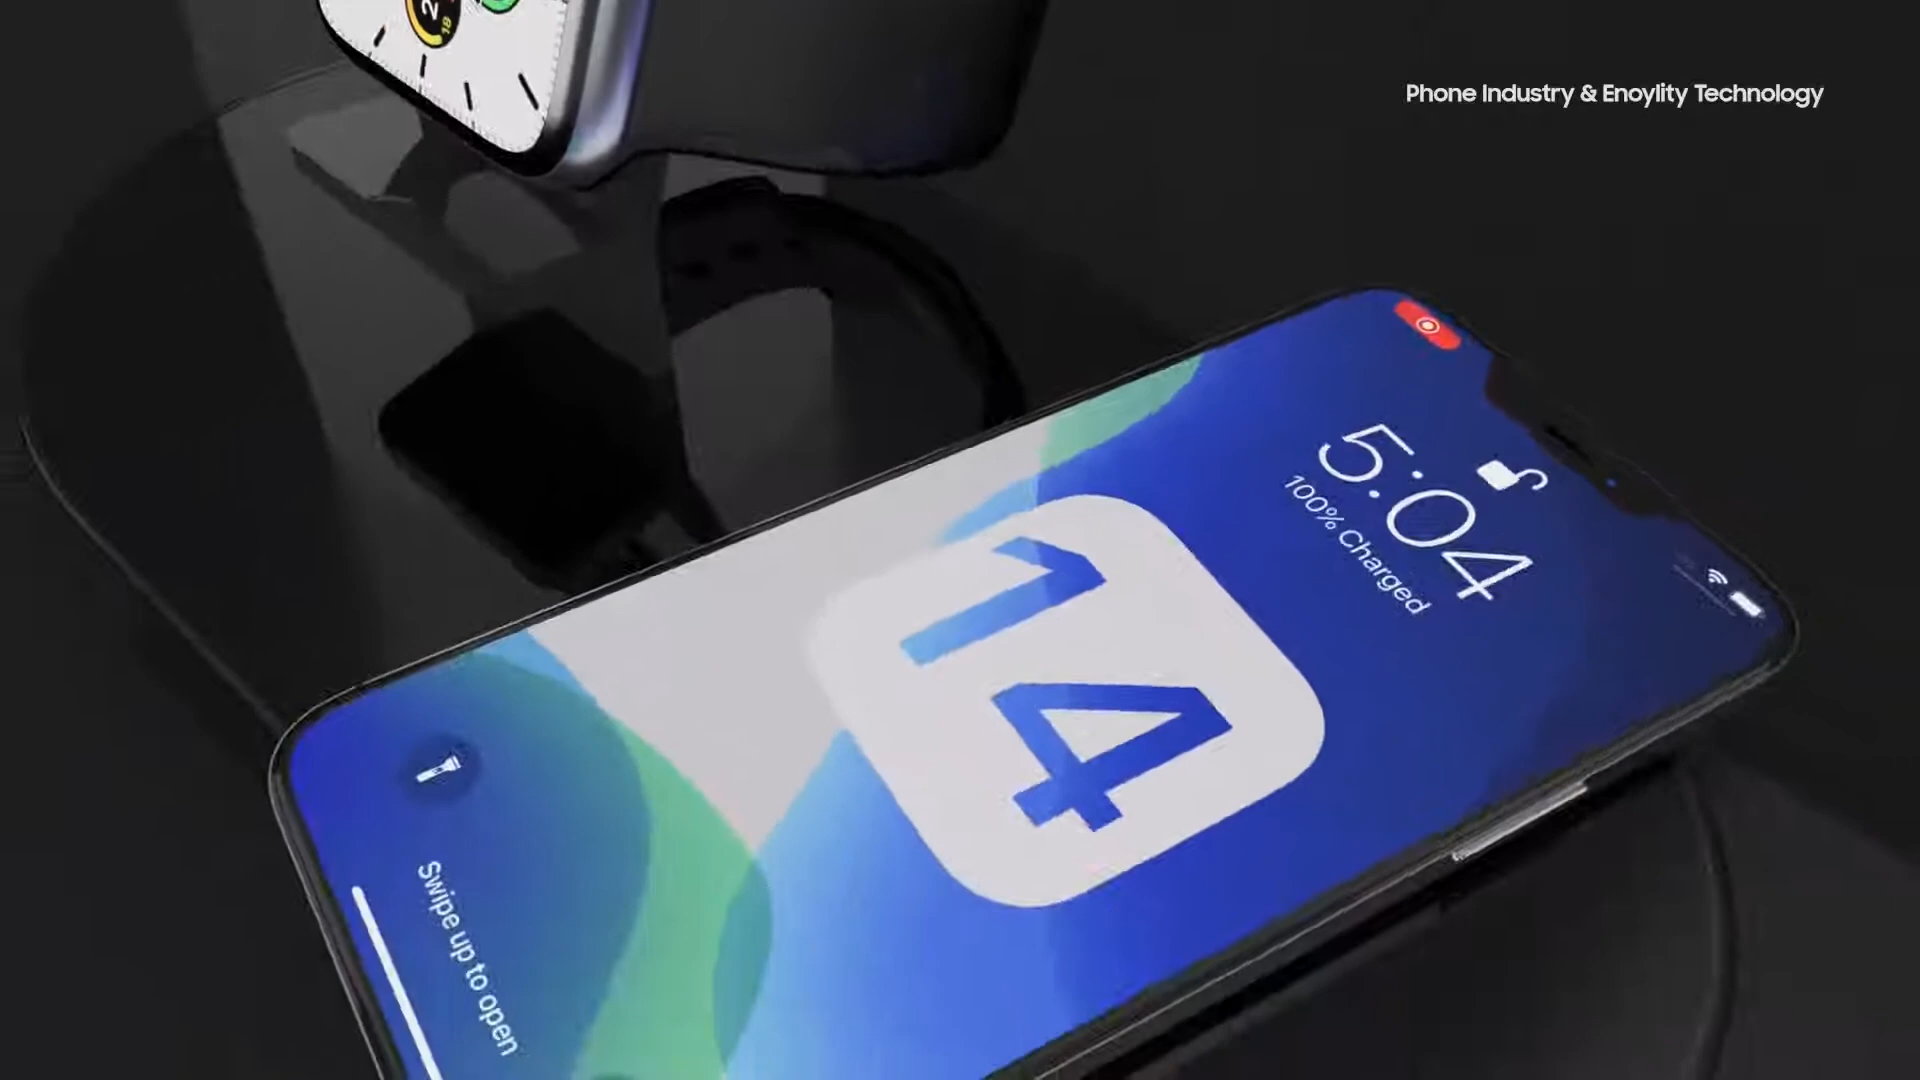 Phone Industry & Enoylity Technology
5:04
100% Charged
14
Swipe up to open